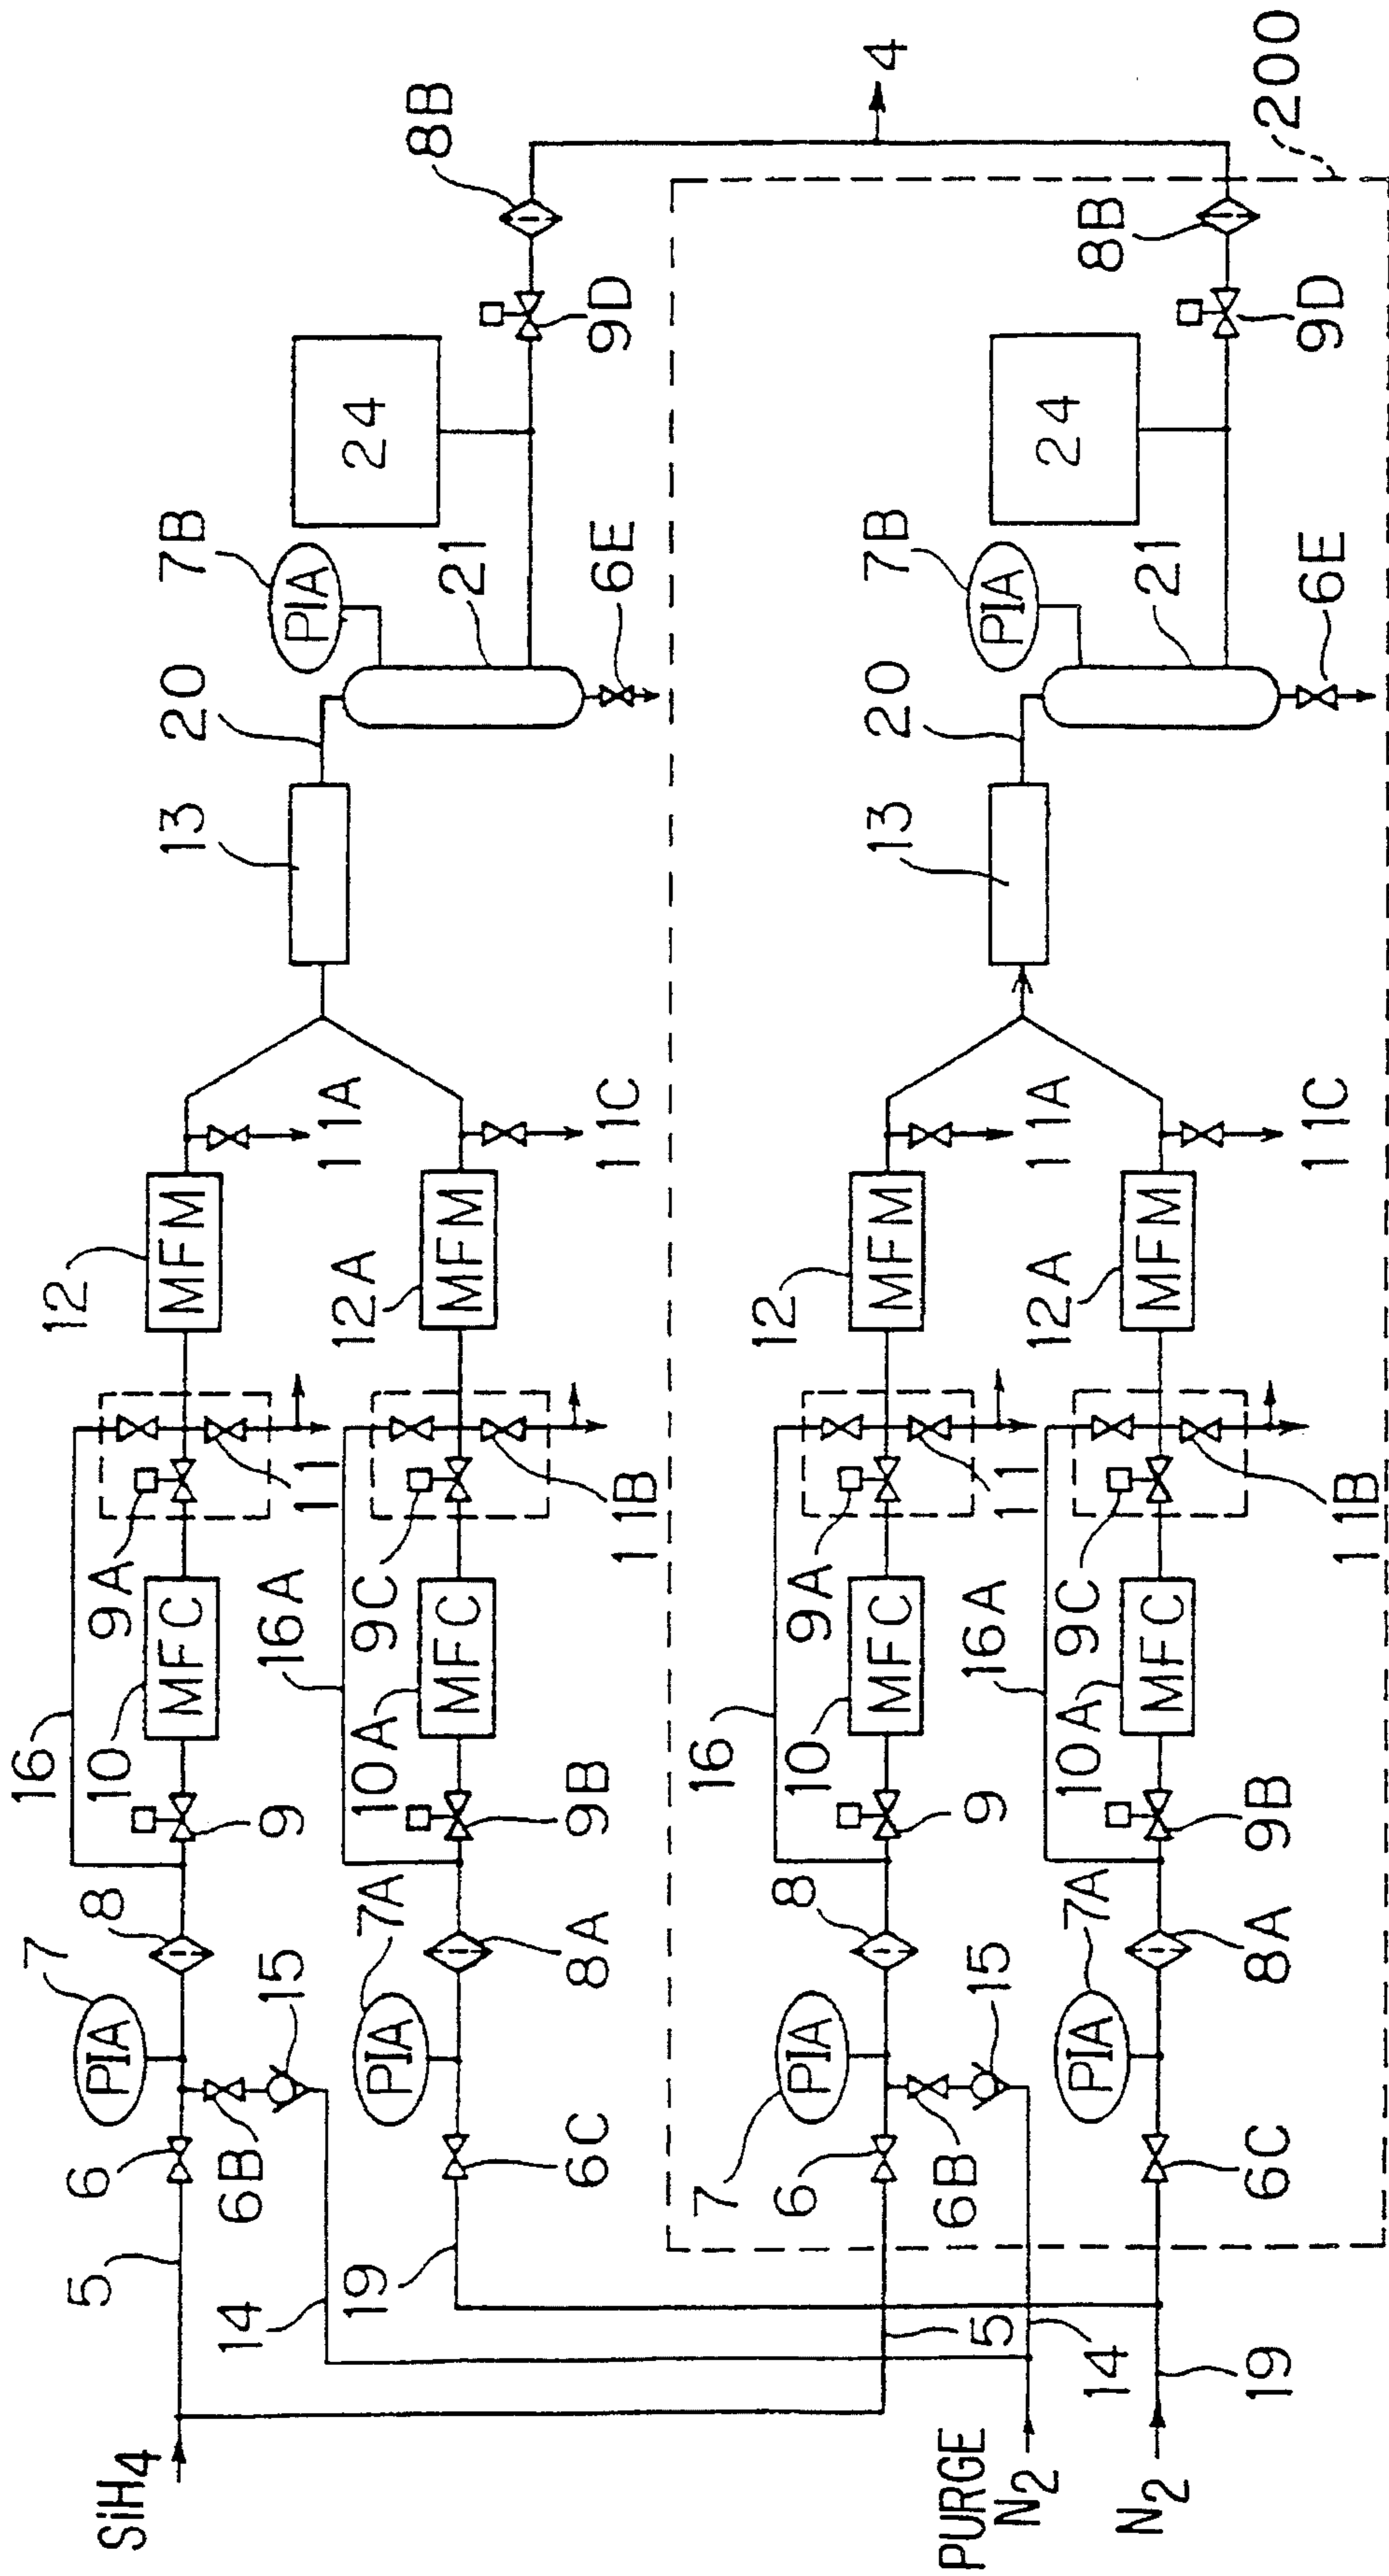 SiH4
5
6
7
PIA
8
16
10
MFC
9
9A
11
12
MFM
11A
13
20
7B
PIA
24
21
6E
9D
8B
4
14
6B
15
19
6C
7A
PIA
8A
16A
10A
MFC
9B
9C
11B
12A
MFM
11C
200
5
6
7
PIA
8
16
10
MFC
9
9A
11
12
MFM
11A
13
20
7B
PIA
24
21
6E
9D
8B
PURGE
N2
14
6B
15
N2
19
6C
7A
PIA
8A
16A
10A
MFC
9B
9C
11B
12A
MFM
11C